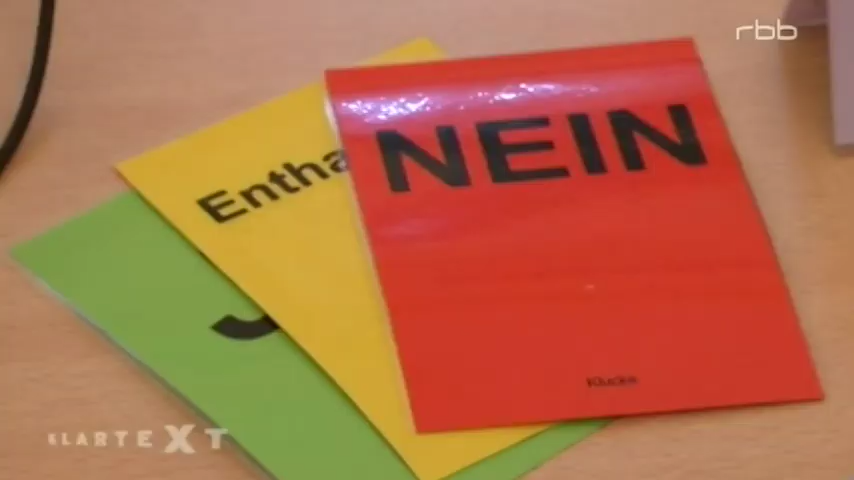 rbb
NEIN
Entha
J
KLARTEXT